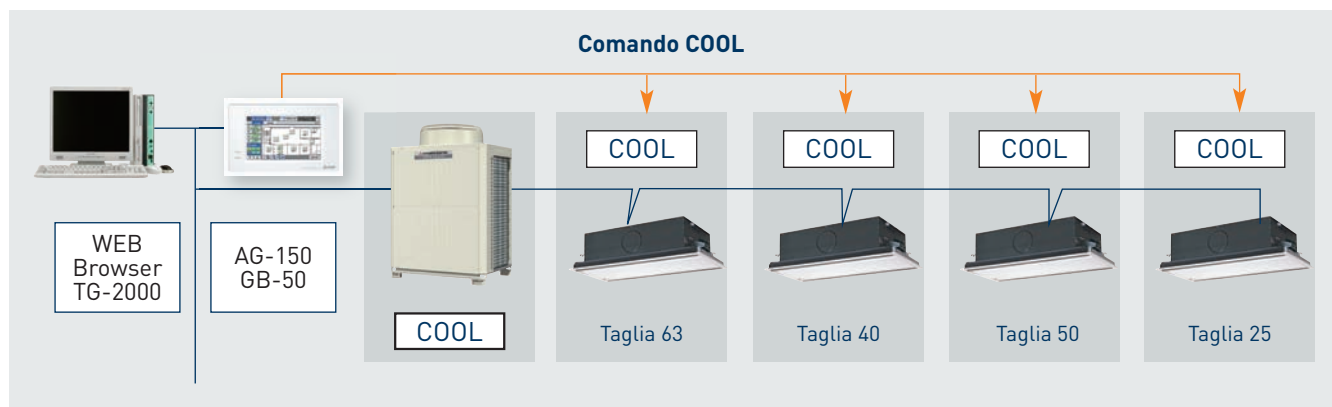 Comando COOL
COOL
COOL
COOL
COOL
WEB
Browser
TG-2000
AG-150
GB-50
COOL
Taglia 63
Taglia 40
Taglia 50
Taglia 25